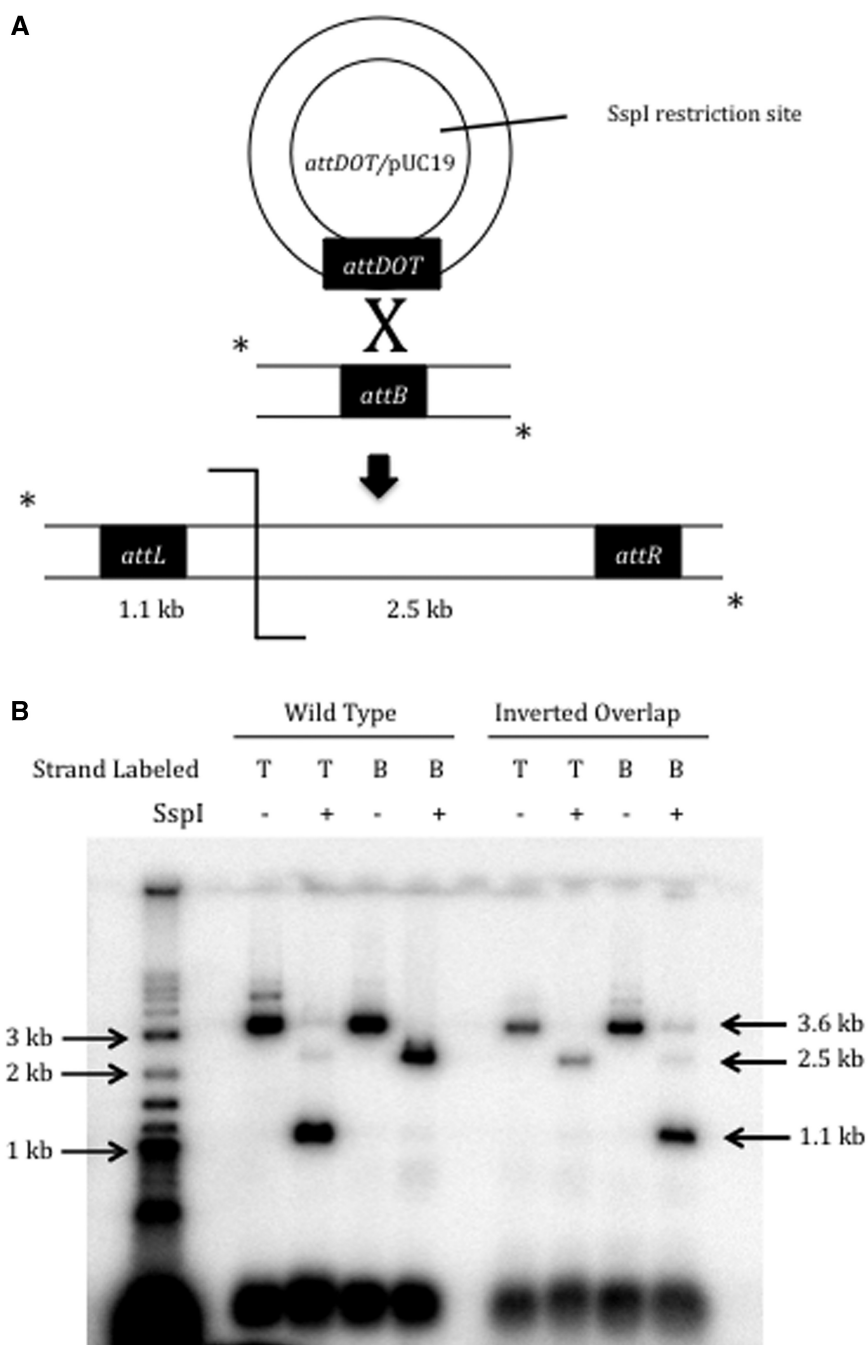 A
SspI restriction site
attDOT/pUC19
attDOT
X
*
attB
*
*
attL
attR
1.1 kb
2.5 kb
*
B
Wild Type
Inverted Overlap
Strand Labeled T T B B T T B B
SspI - + - + - + - +
3 kb
3.6 kb
2 kb
2.5 kb
1 kb
1.1 kb